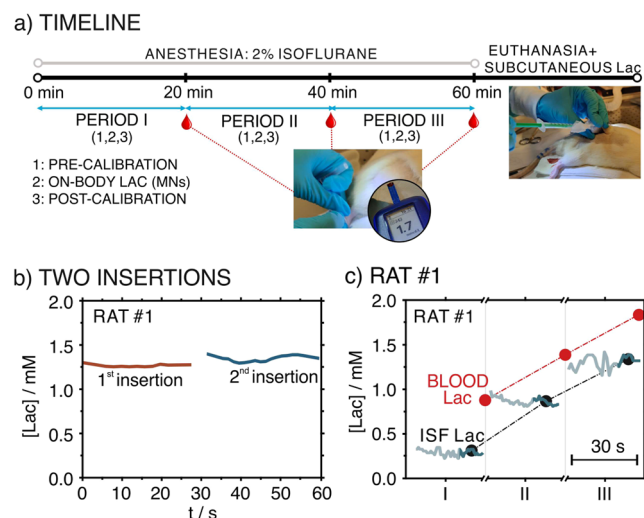 a) TIMELINE
ANESTHESIA: 2% ISOFLURANE
EUTHANASIA+
SUBCUTANEOUS Lac
0 min
20 min
40 min
60 min
PERIOD I
(1,2,3)
PERIOD II
(1,2,3)
PERIOD III
(1,2,3)
1: PRE-CALIBRATION
2: ON-BODY LAC (MNs)
3: POST-CALIBRATION
1.7
b) TWO INSERTIONS
RAT #1
[Lac] / mM
2.0
1.5
1.0
0.5
0.0
1st insertion
2nd insertion
0 10 20 30 40 50 60
t / s
c) RAT #1
RAT #1
[Lac] / mM
2.0
1.5
1.0
0.5
0.0
BLOOD
Lac
ISF Lac
30 s
I II III